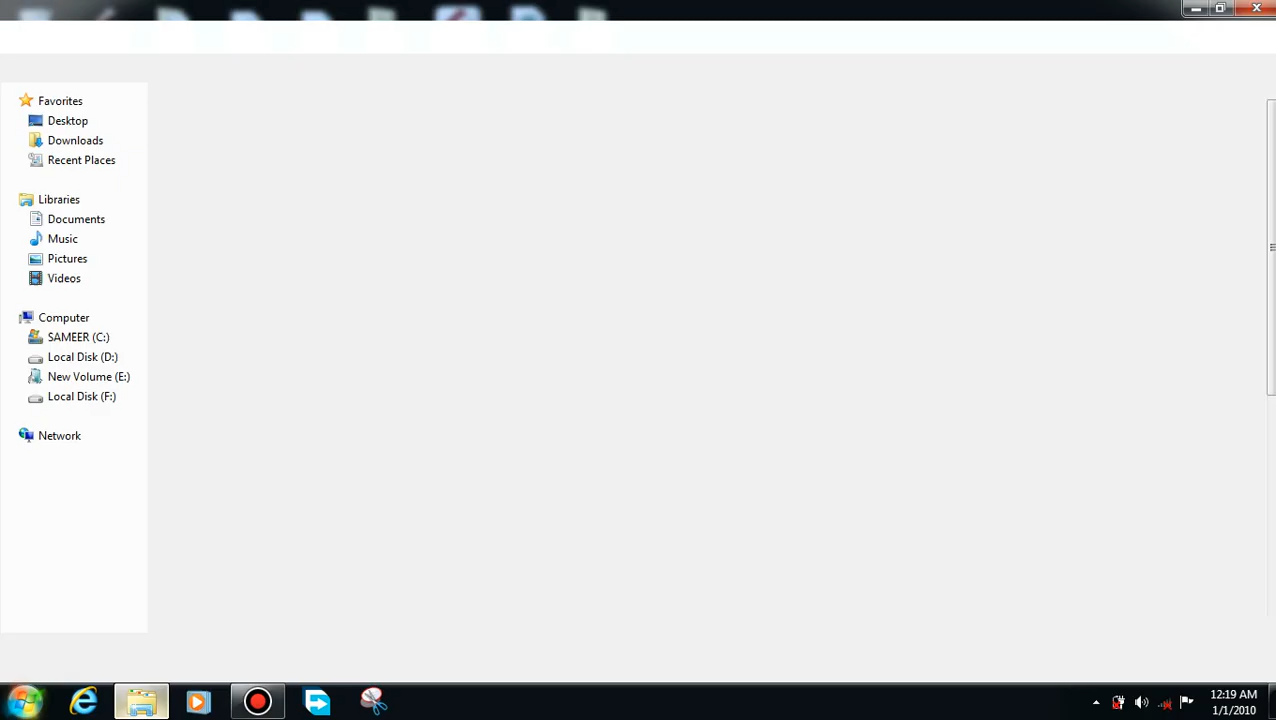 Favorites
Desktop
Downloads
Recent Places
Libraries
Documents
Music
Pictures
Videos
Computer
SAMEER (C:)
Local Disk (D:)
New Volume (E:)
Local Disk (F:)
Network
12:19 AM
1/1/2010